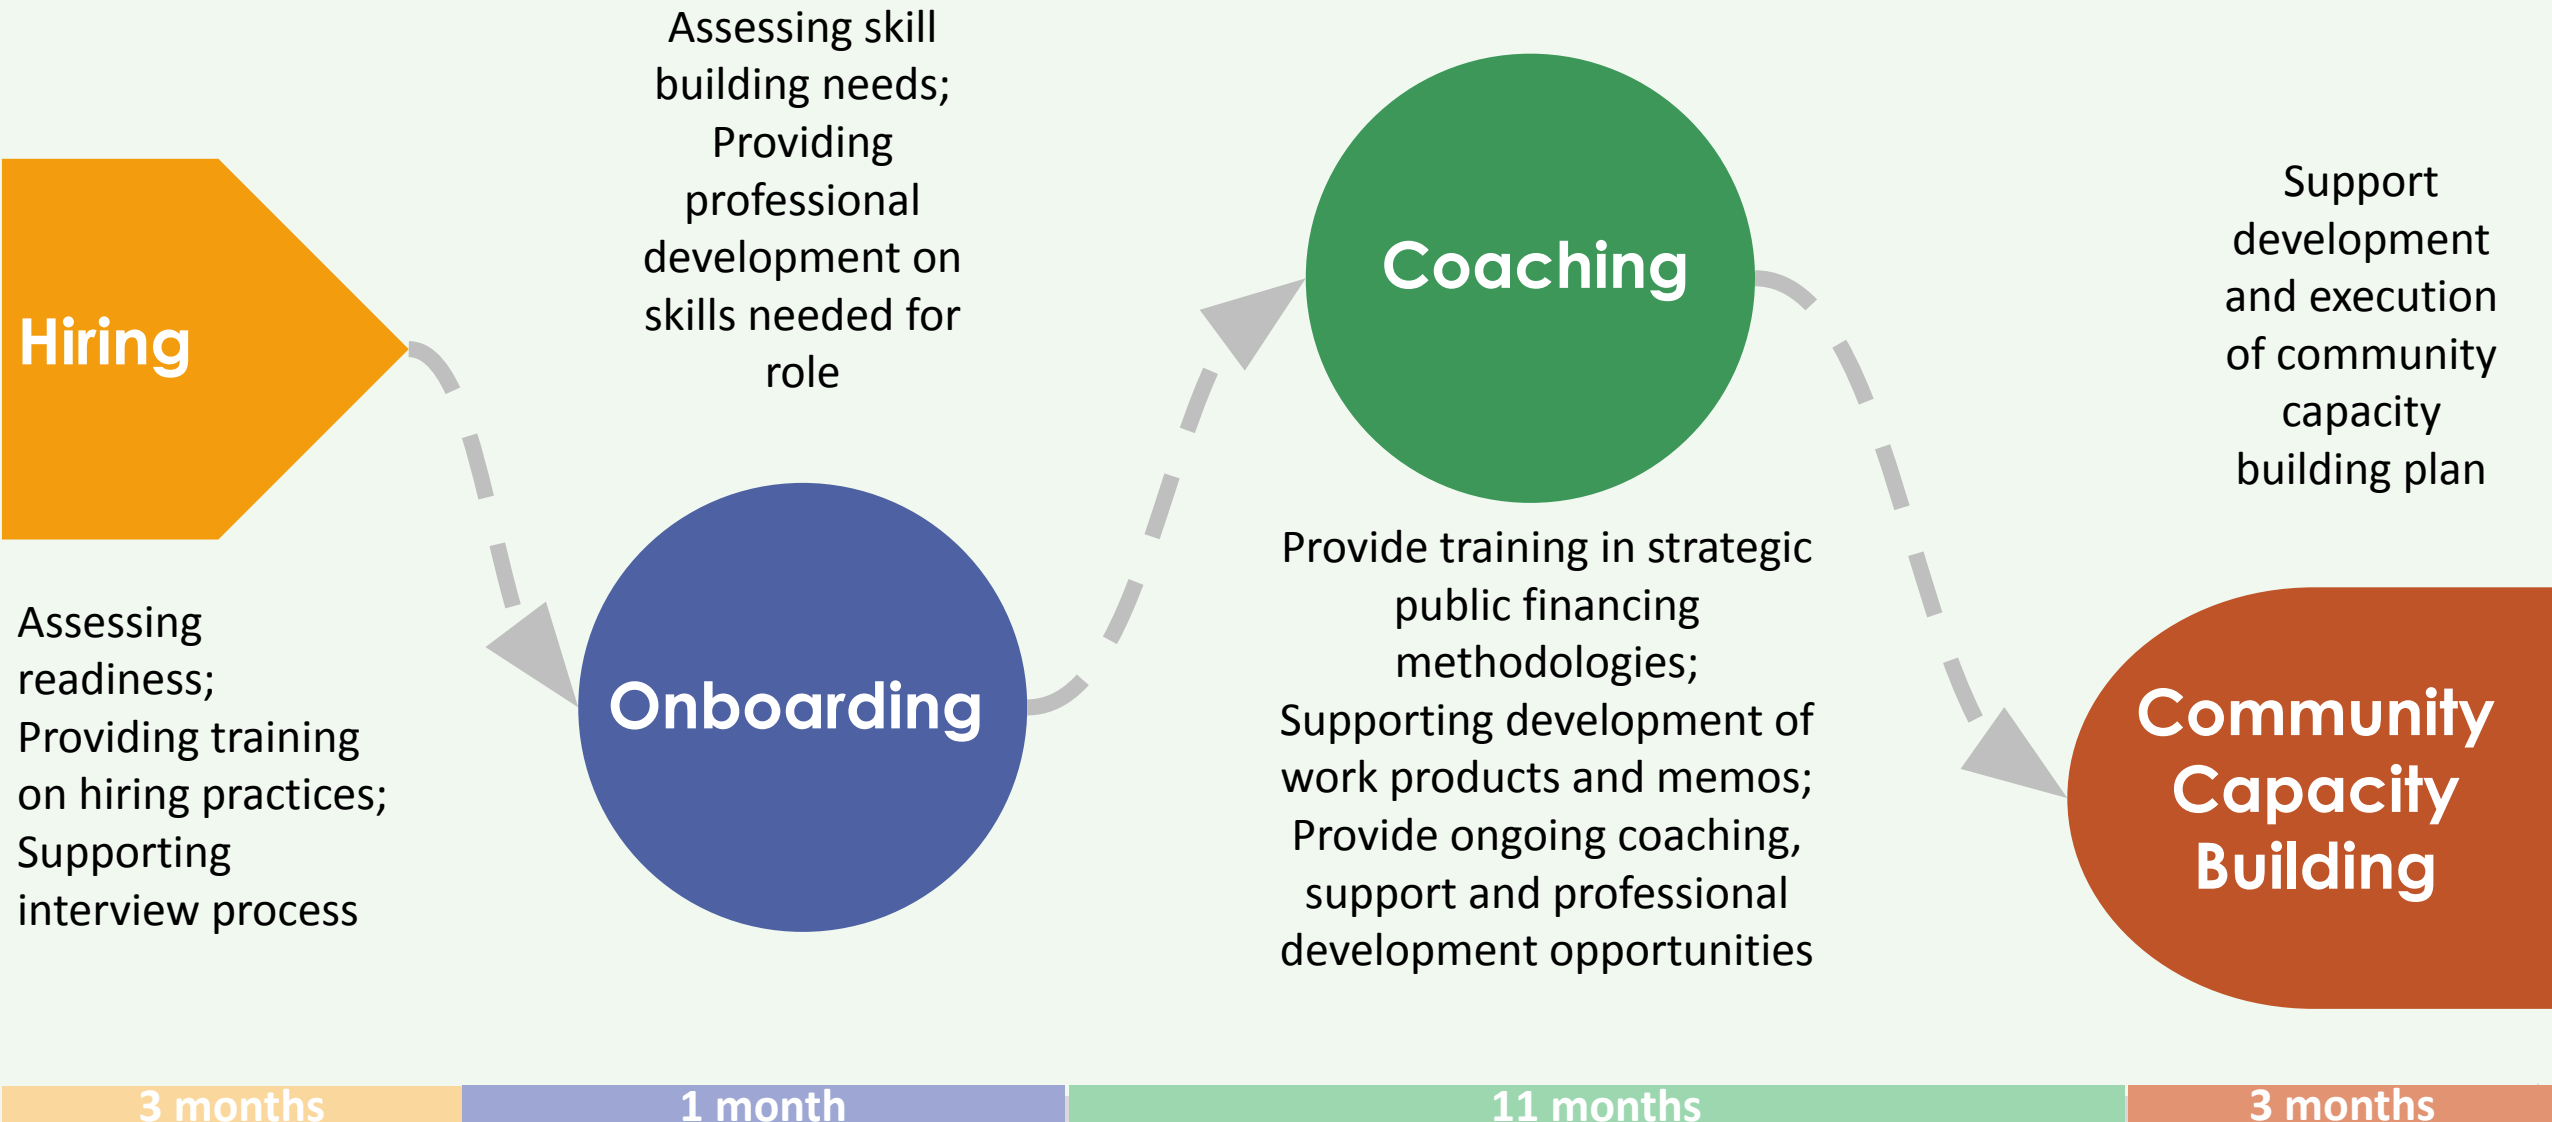 Hiring
Assessing
readiness;
Providing training
on hiring practices;
Supporting
interview process
Assessing skill
building needs;
Providing
professional
development on
skills needed for
role
Onboarding
Coaching
Provide training in strategic
public financing
methodologies;
Supporting development of
work products and memos;
Provide ongoing coaching,
support and professional
development opportunities
Support
development
and execution
of community
capacity
building plan
Community
Capacity
Building
3 months
1 month
11 months
3 months